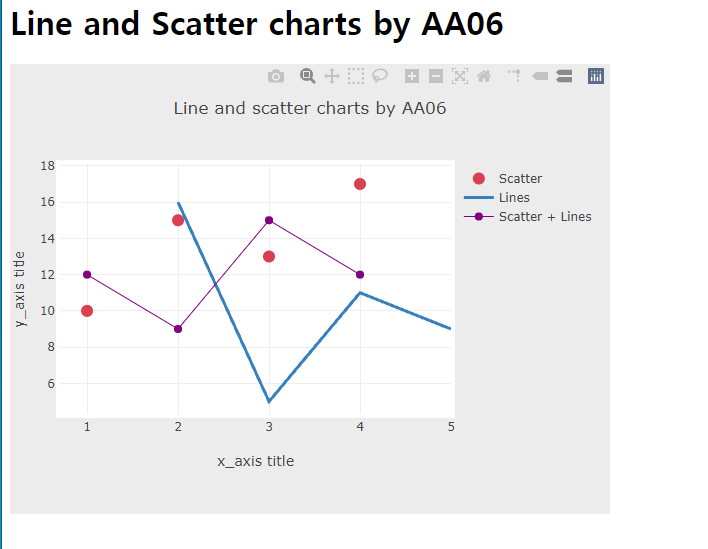 Line and Scatter charts by AA06
Line and scatter charts by AA06
18
16
14
12
10
8
6
y_axis title
1 2 3 4 5
x_axis title
Scatter
Lines
Scatter + Lines